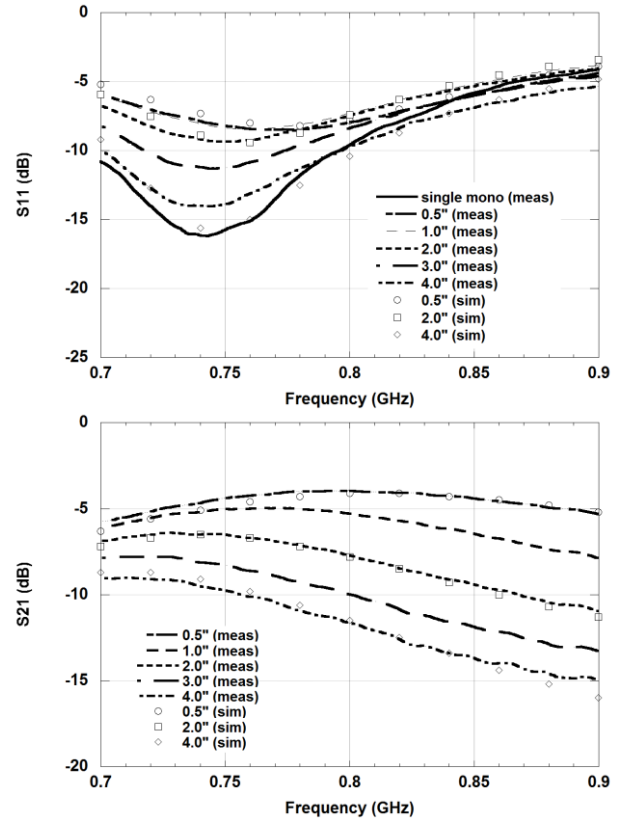 5
0
-5
-10
-15
-20
-25
S11 (dB)
single mono (meas)
0.5" (meas)
1.0" (meas)
2.0" (meas)
3.0" (meas)
4.0" (meas)
0.5" (sim)
2.0" (sim)
4.0" (sim)
0.7 0.75 0.8 0.85 0.9
Frequency (GHz)
0
-5
-10
-15
-20
S21 (dB)
0.5" (meas)
1.0" (meas)
2.0" (meas)
3.0" (meas)
4.0" (meas)
0.5" (sim)
2.0" (sim)
4.0" (sim)
0.7 0.75 0.8 0.85 0.9
Frequency (GHz)